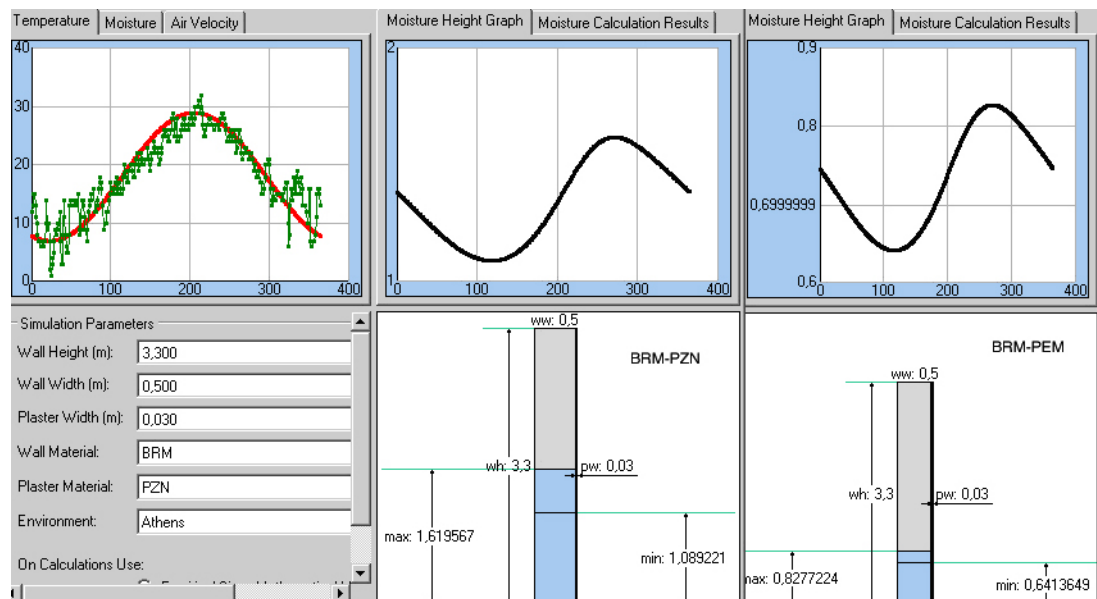 Temperature Moisture Air Velocity
40
30
20
10
0
0 100 200 300 400
Simulation Parameters
Wall Height (m): 3,300
Wall Width (m): 0,500
Plaster Width (m): 0,030
Wall Material: BRM
Plaster Material: PZN
Environment: Athens
On Calculations Use:
Moisture Height Graph Moisture Calculation Results
2
1
0 100 200 300 400
ww: 0,5
BRM-PZN
wh: 3,3
pw: 0,03
max: 1,619567
min: 1,089221
Moisture Height Graph Moisture Calculation Results
0,9
0,8
0,6999999
0,6
0 100 200 300 400
BRM-PEM
ww: 0,5
wh: 3,3
pw: 0,03
max: 0,8277224
min: 0,6413649